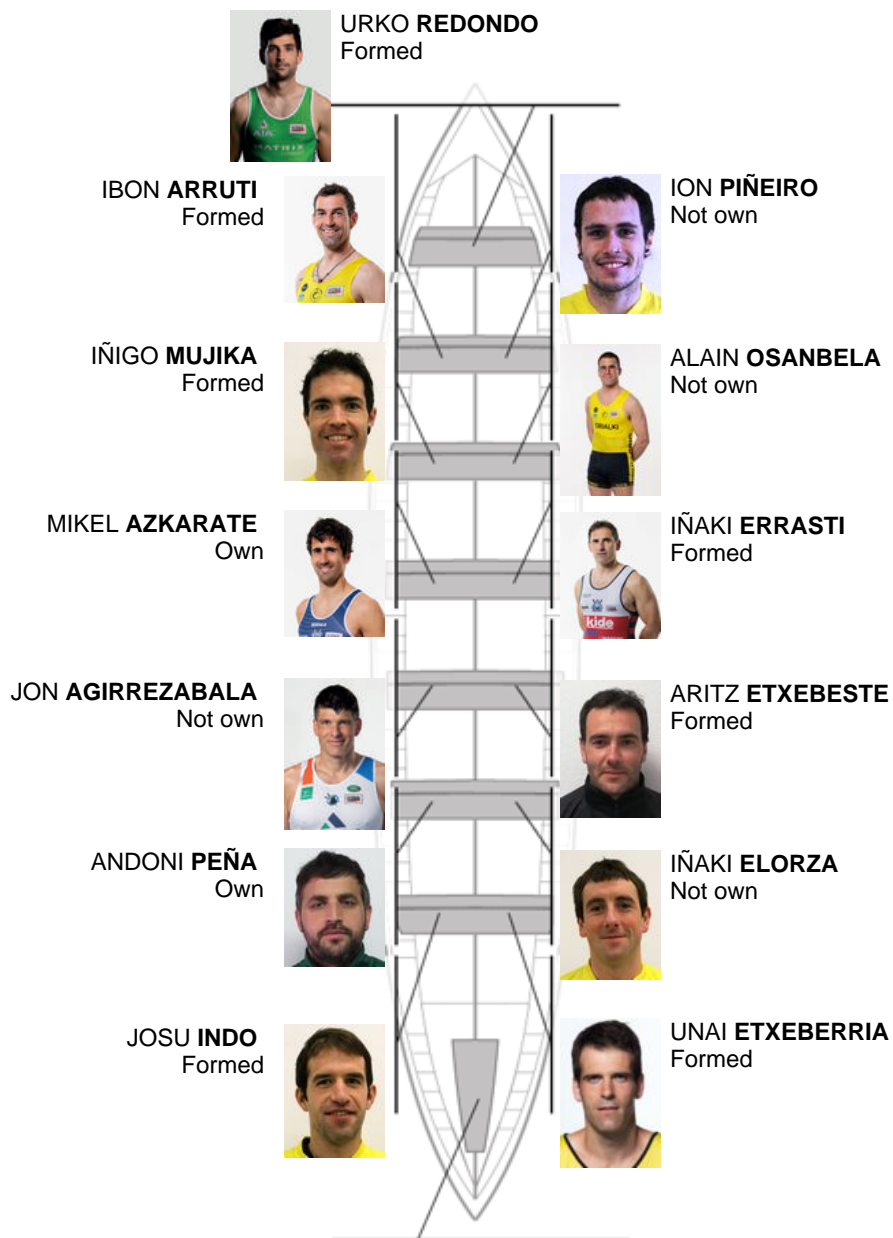 URKO REDONDO
Formed
IBON ARRUTI
Formed
ION PIÑEIRO
Not own
IÑIGO MUJIKA
Formed
ALAIN OSANBELA
Not own
MIKEL AZKARATE
Own
IÑAKI ERRASTI
Formed
JON AGIRREZABALA
Not own
ARITZ ETXEBESTE
Formed
ANDONI PEÑA
Own
IÑAKI ELORZA
Not own
JOSU INDO
Formed
UNAI ETXEBERRIA
Formed
MATRIX
kide